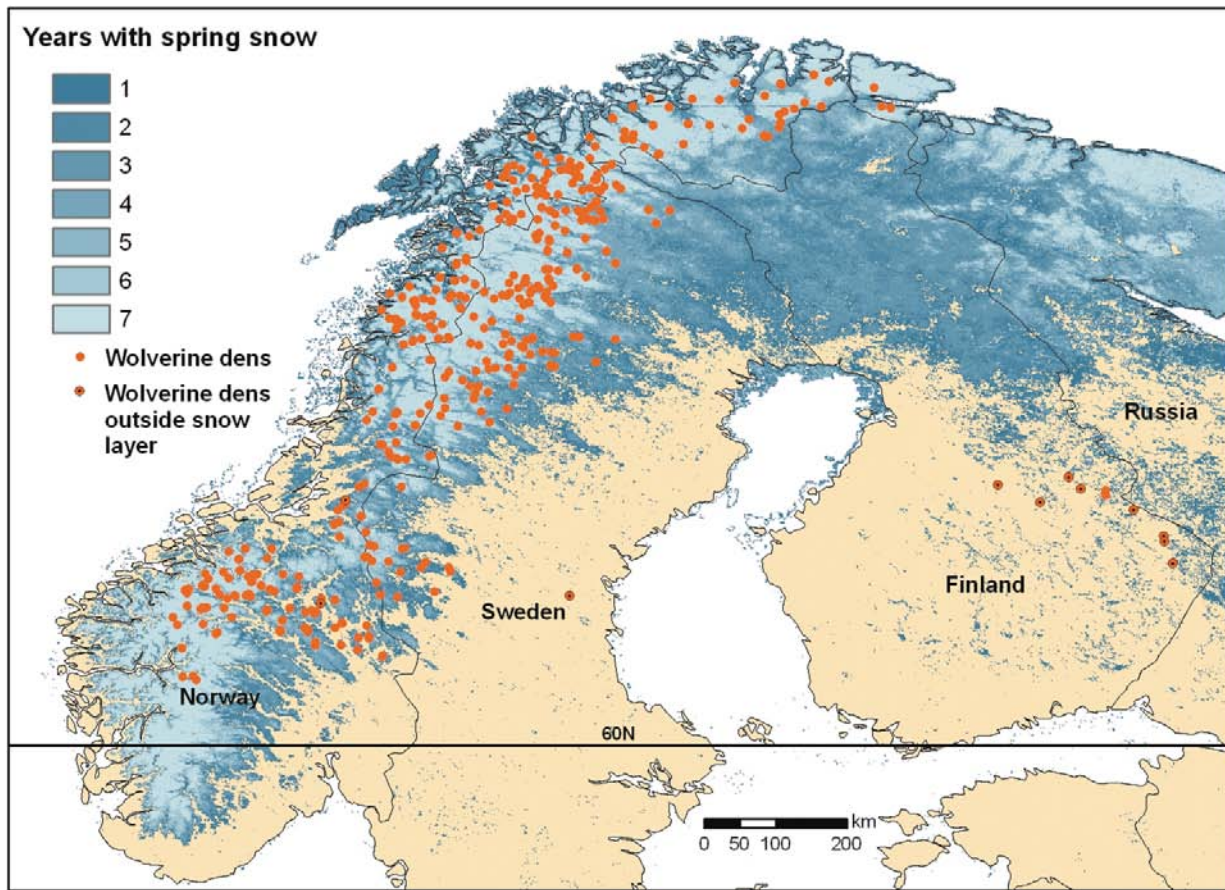 Years with spring snow
1
2
3
4
5
6
7
Wolverine dens
Wolverine dens
outside snow
layer
Russia
Finland
Sweden
Norway
60N
km
0 50 100 200